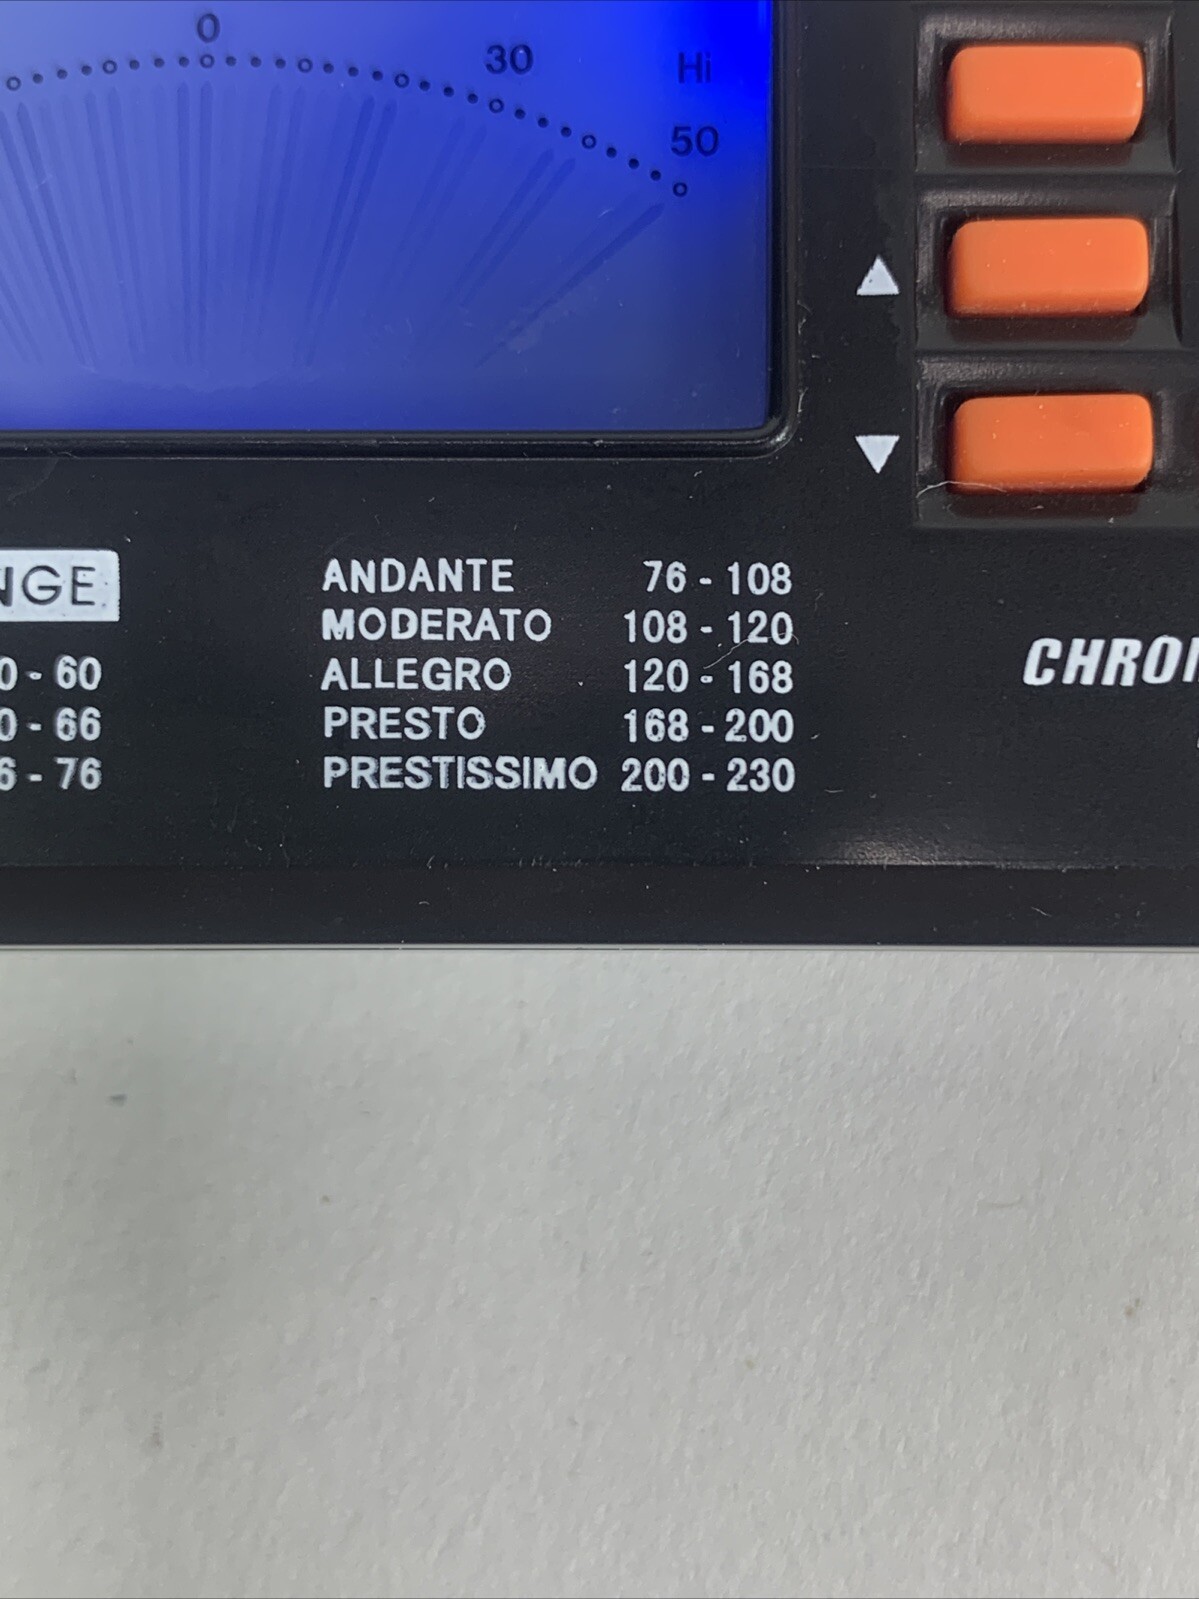 0
30
Hi
50
ANDANTE 76 - 108
MODERATO 108 - 120
ALLEGRO 120 - 168
PRESTO 168 - 200
PRESTISSIMO 200 - 230
NGE
0 - 60
0 - 66
6 - 76
CHRO